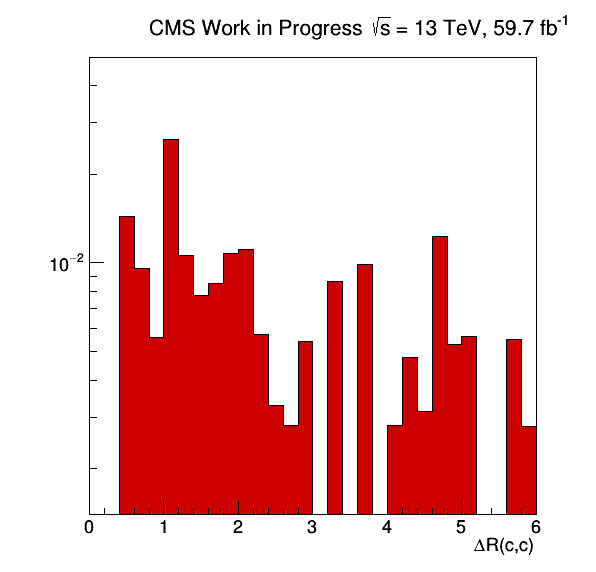 CMS Work in Progress √s = 13 TeV, 59.7 fb⁻¹
10⁻²
0 1 2 3 4 5 6
ΔR(c,c)